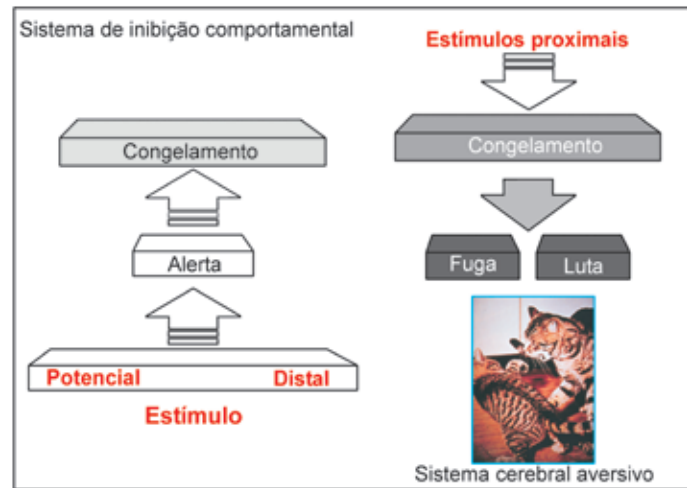 Sistema de inibição comportamental
Congelamento
Alerta
Potencial Distal
Estímulo
Estímulos proximais
Congelamento
Fuga Luta
Sistema cerebral aversivo